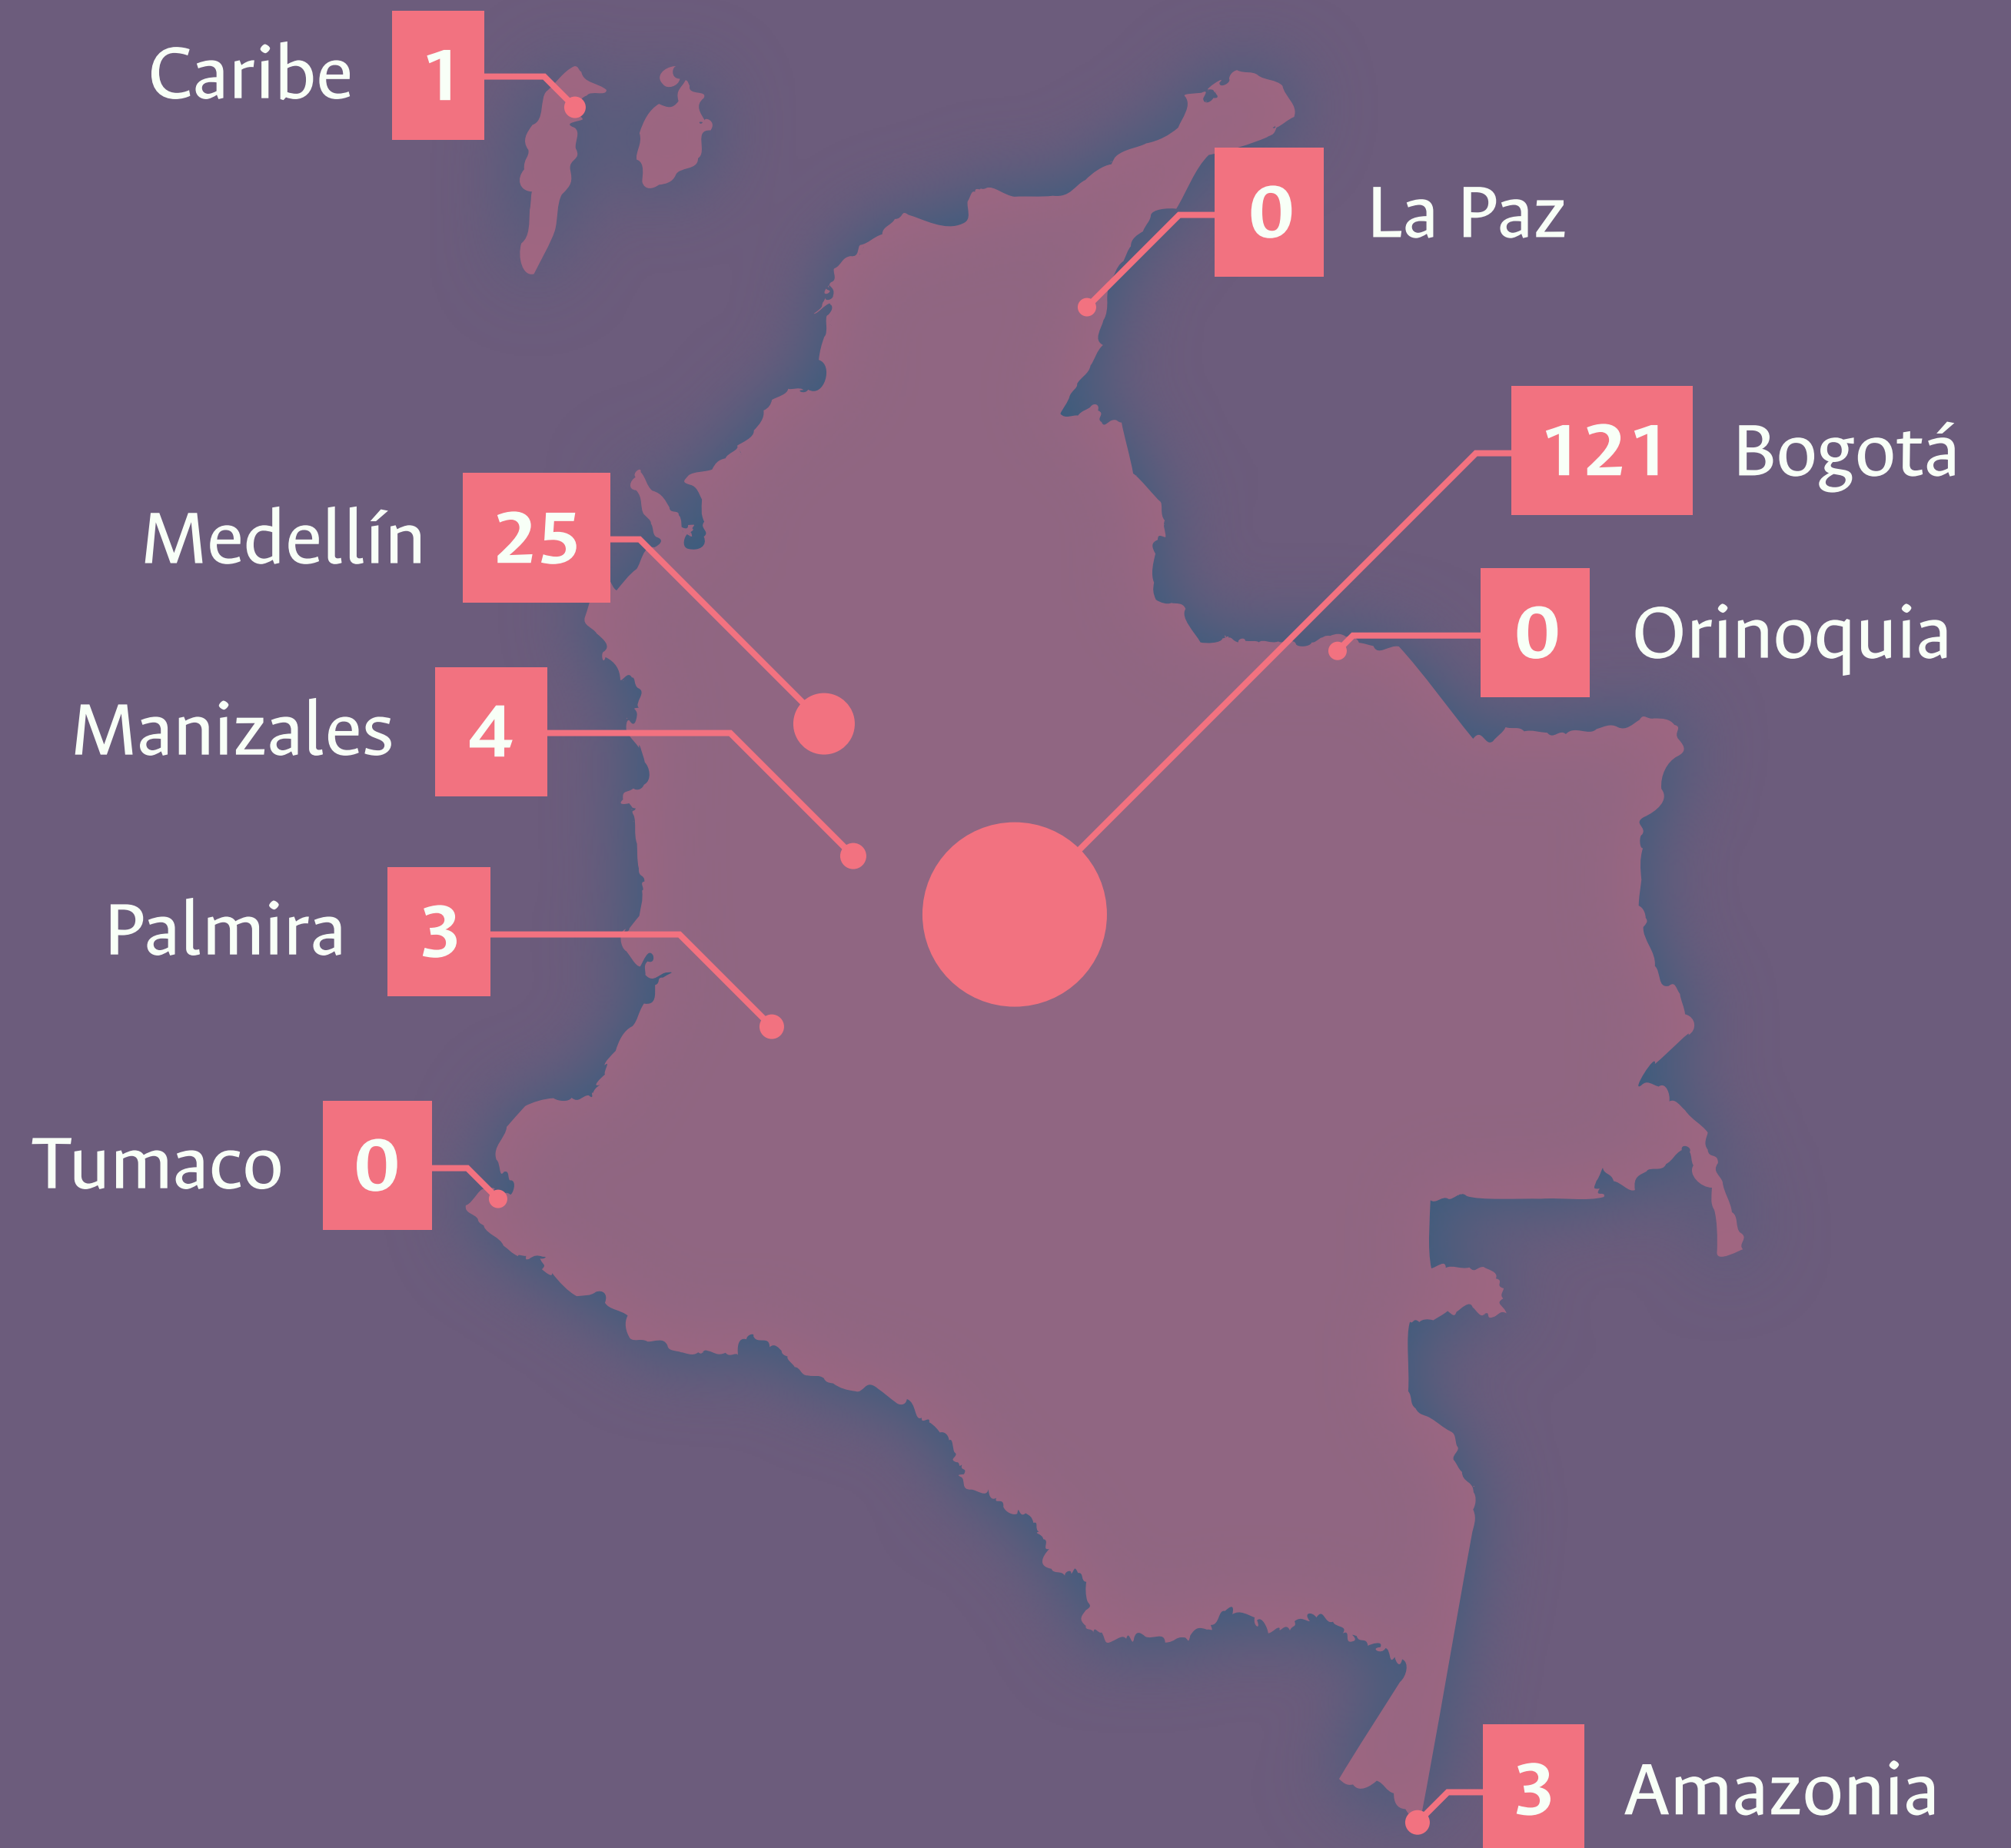 Caribe 1
0 La Paz
121 Bogotá
Medellín 25
0 Orinoquia
Manizales 4
Palmira 3
Tumaco 0
3 Amazonia